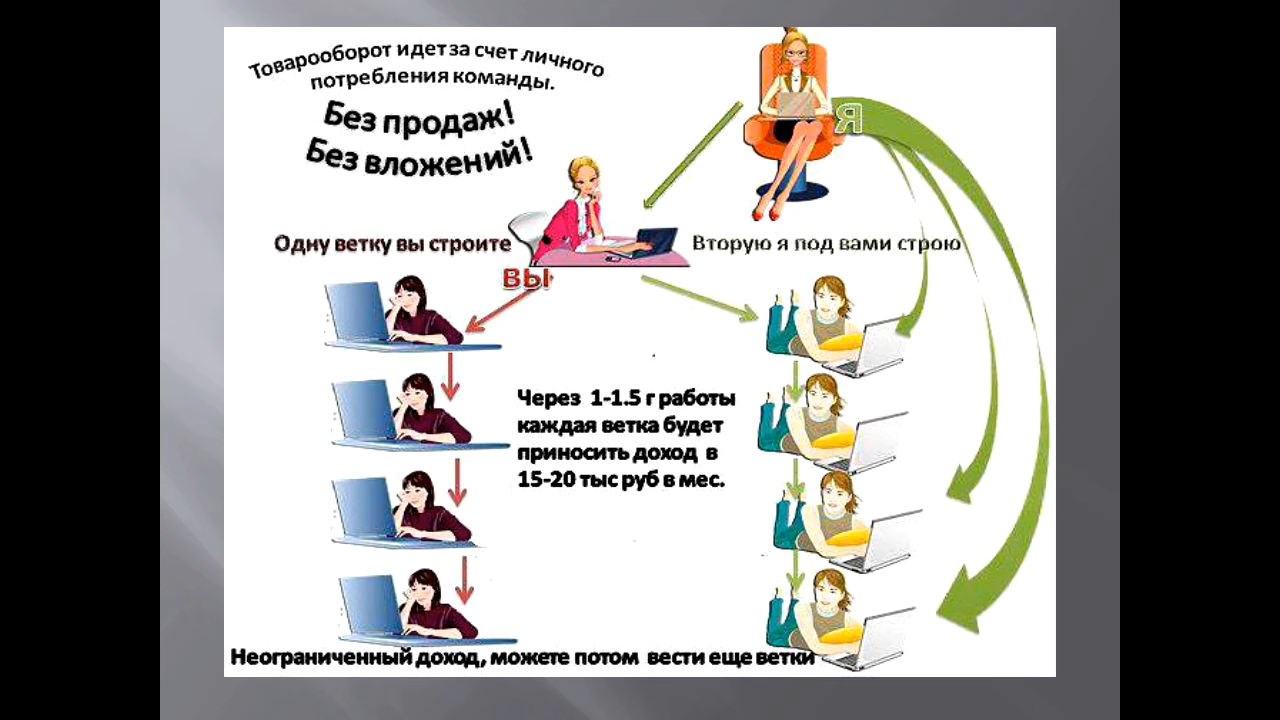 Товарооборот идет за счет личного
потребления команды.
Без продаж!
Без вложений!
Я
Одну ветку вы строите
Вторую я под вами строю
ВЫ
Через 1-1.5 г работы
каждая ветка будет
приносить доход в
15-20 тыс руб в мес.
Неограниченный доход, можете потом вести еще ветки